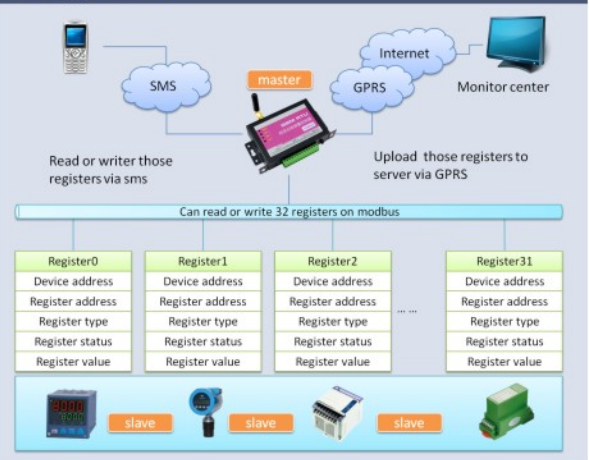 Internet
SMS
master
GPRS
Monitor center
Read or writer those
registers via sms
Upload those registers to
server via GPRS
Can read or write 32 registers on modbus
Register0
Device address
Register address
Register type
Register status
Register value
Register1
Device address
Register address
Register type
Register status
Register value
Register2
Device address
Register address
Register type
Register status
Register value
... ...
Register31
Device address
Register address
Register type
Register status
Register value
slave
slave
slave